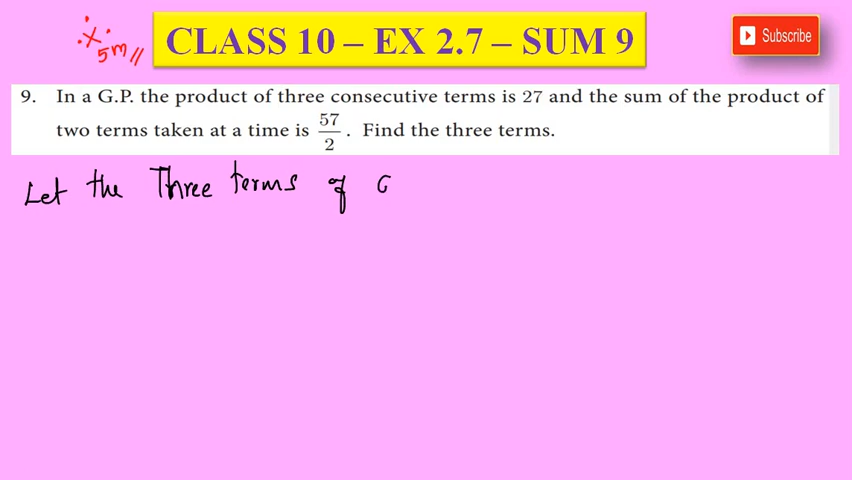 ∴ X ∴ 5m //
CLASS 10 – EX 2.7 – SUM 9
Subscribe
9. In a G.P. the product of three consecutive terms is 27 and the sum of the product of
two terms taken at a time is 57/2. Find the three terms.
Let the Three terms of G